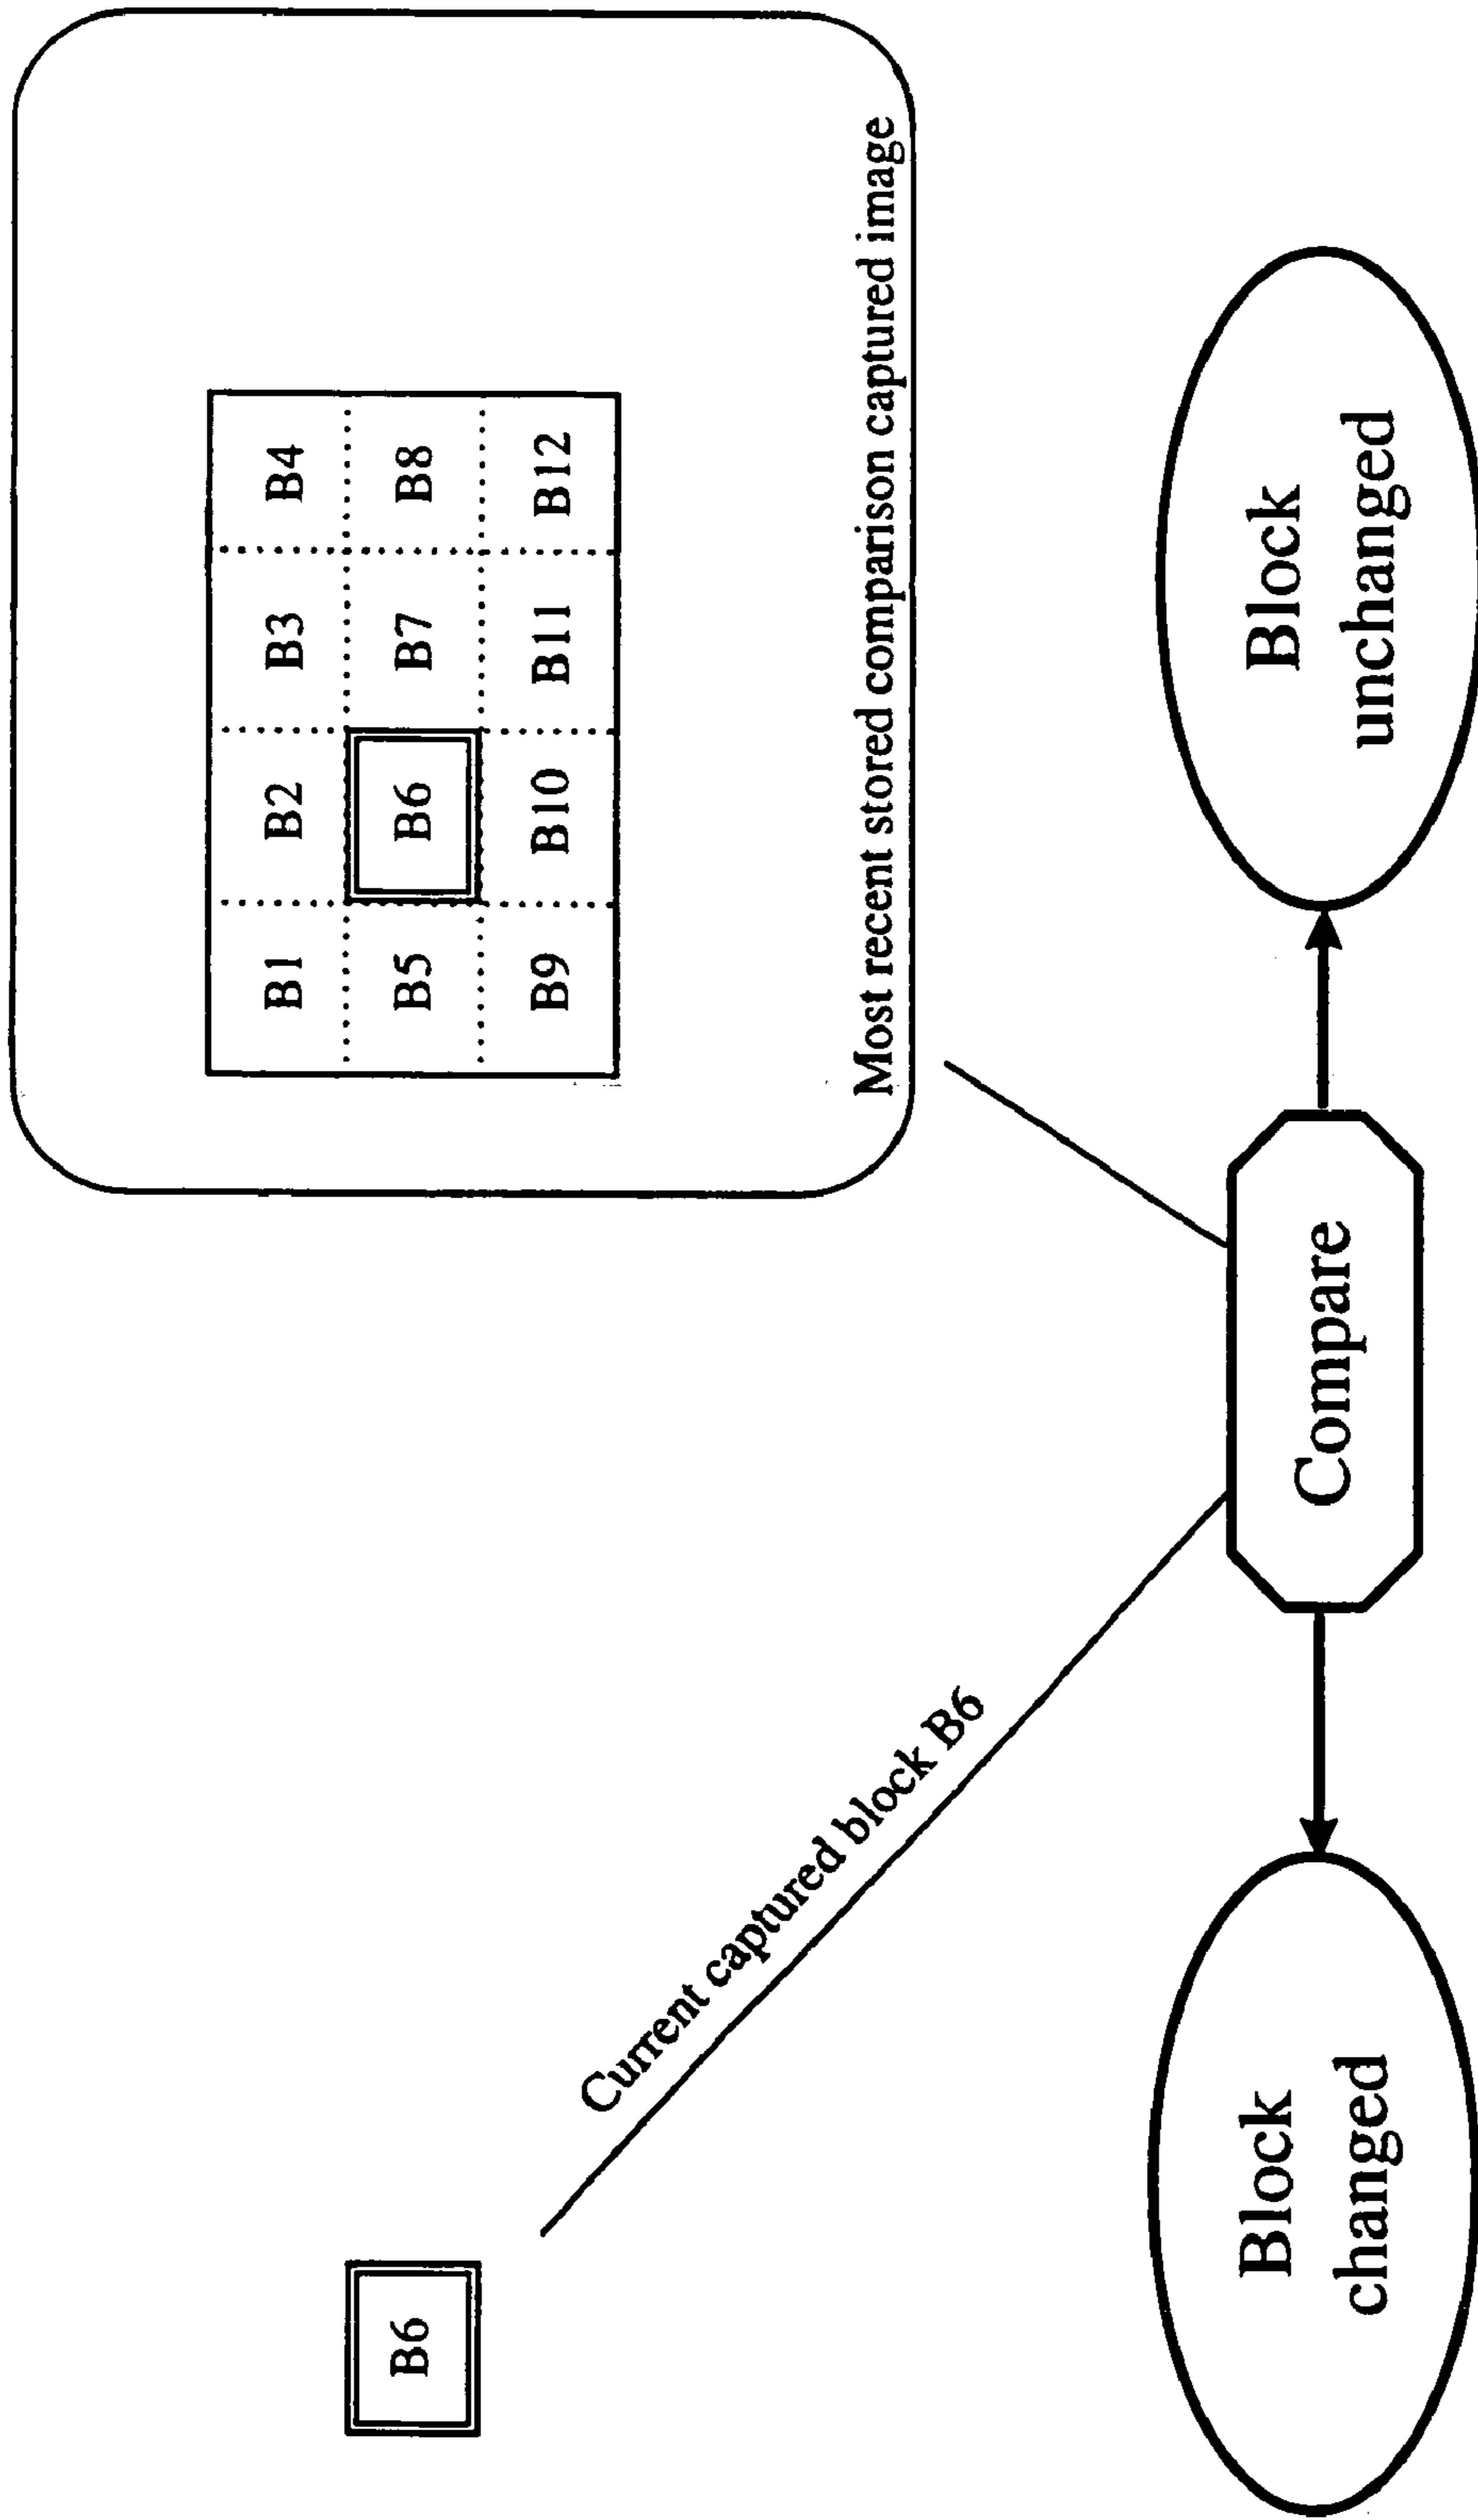 B1 B2 B3 B4
B6
B5 B6 B7 B8
B9 B10 B11 B12
Current captured block B6
Most recent stored comparison captured image
Block
changed
Compare
Block
unchanged